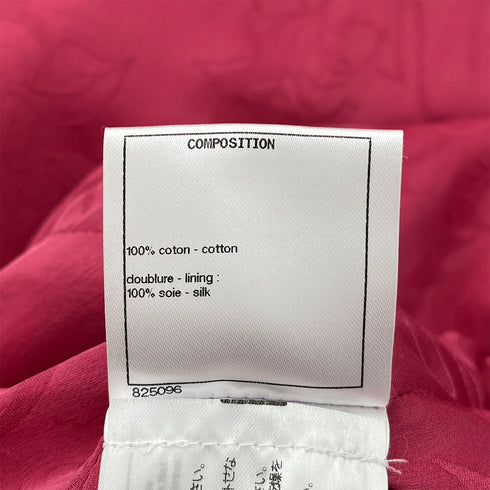 COMPOSITION
100% coton - cotton
doublure - lining :
100% soie - silk
825096